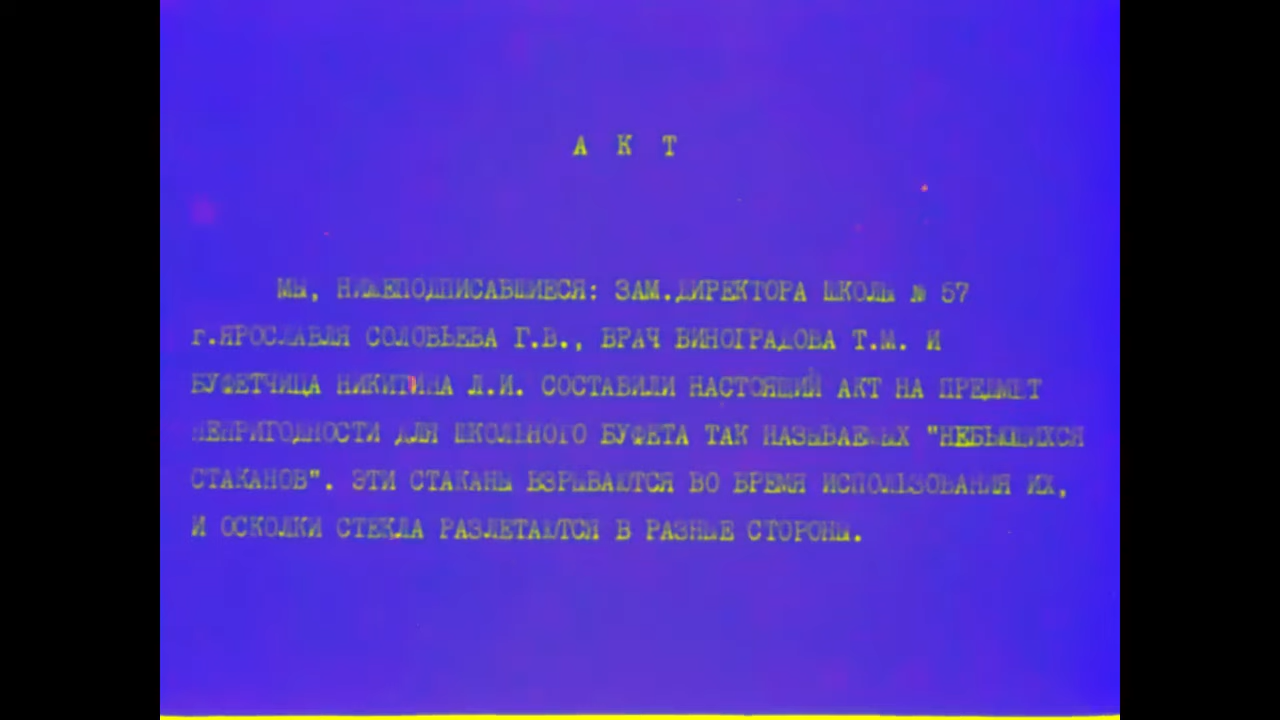 А К Т
МЫ, НИЖЕПОДПИСАВШИЕСЯ: ЗАМ.ДИРЕКТОРА ШКОЛЫ № 57
г.ЯРОСЛАВЛЯ СОЛОВЬЕВА Г.В., ВРАЧ ВИНОГРАДОВА Т.М. И
БУФЕТЧИЦА НИКИТИНА Л.И. СОСТАВИЛИ НАСТОЯЩИЙ АКТ НА ПРЕДМЕТ
НЕПРИГОДНОСТИ ДЛЯ ШКОЛЬНОГО БУФЕТА ТАК НАЗЫВАЕМЫХ "НЕБЬЮЩИХСЯ
СТАКАНОВ". ЭТИ СТАКАНЫ ВЗРЫВАЮТСЯ ВО ВРЕМЯ ИСПОЛЬЗОВАНИЯ ИХ,
И ОСКОЛКИ СТЕКЛА РАЗЛЕТАЮТСЯ В РАЗНЫЕ СТОРОНЫ.